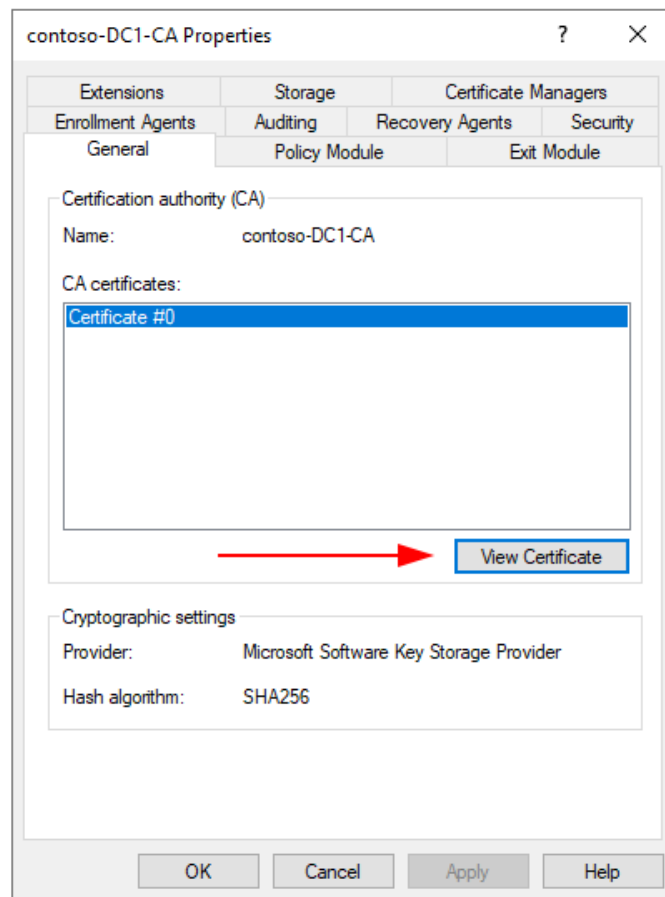 contoso-DC1-CA Properties ? ×
Extensions Storage Certificate Managers
Enrollment Agents Auditing Recovery Agents Security
General Policy Module Exit Module
Certification authority (CA)
Name: contoso-DC1-CA
CA certificates:
Certificate #0
View Certificate
Cryptographic settings
Provider: Microsoft Software Key Storage Provider
Hash algorithm: SHA256
OK Cancel Apply Help